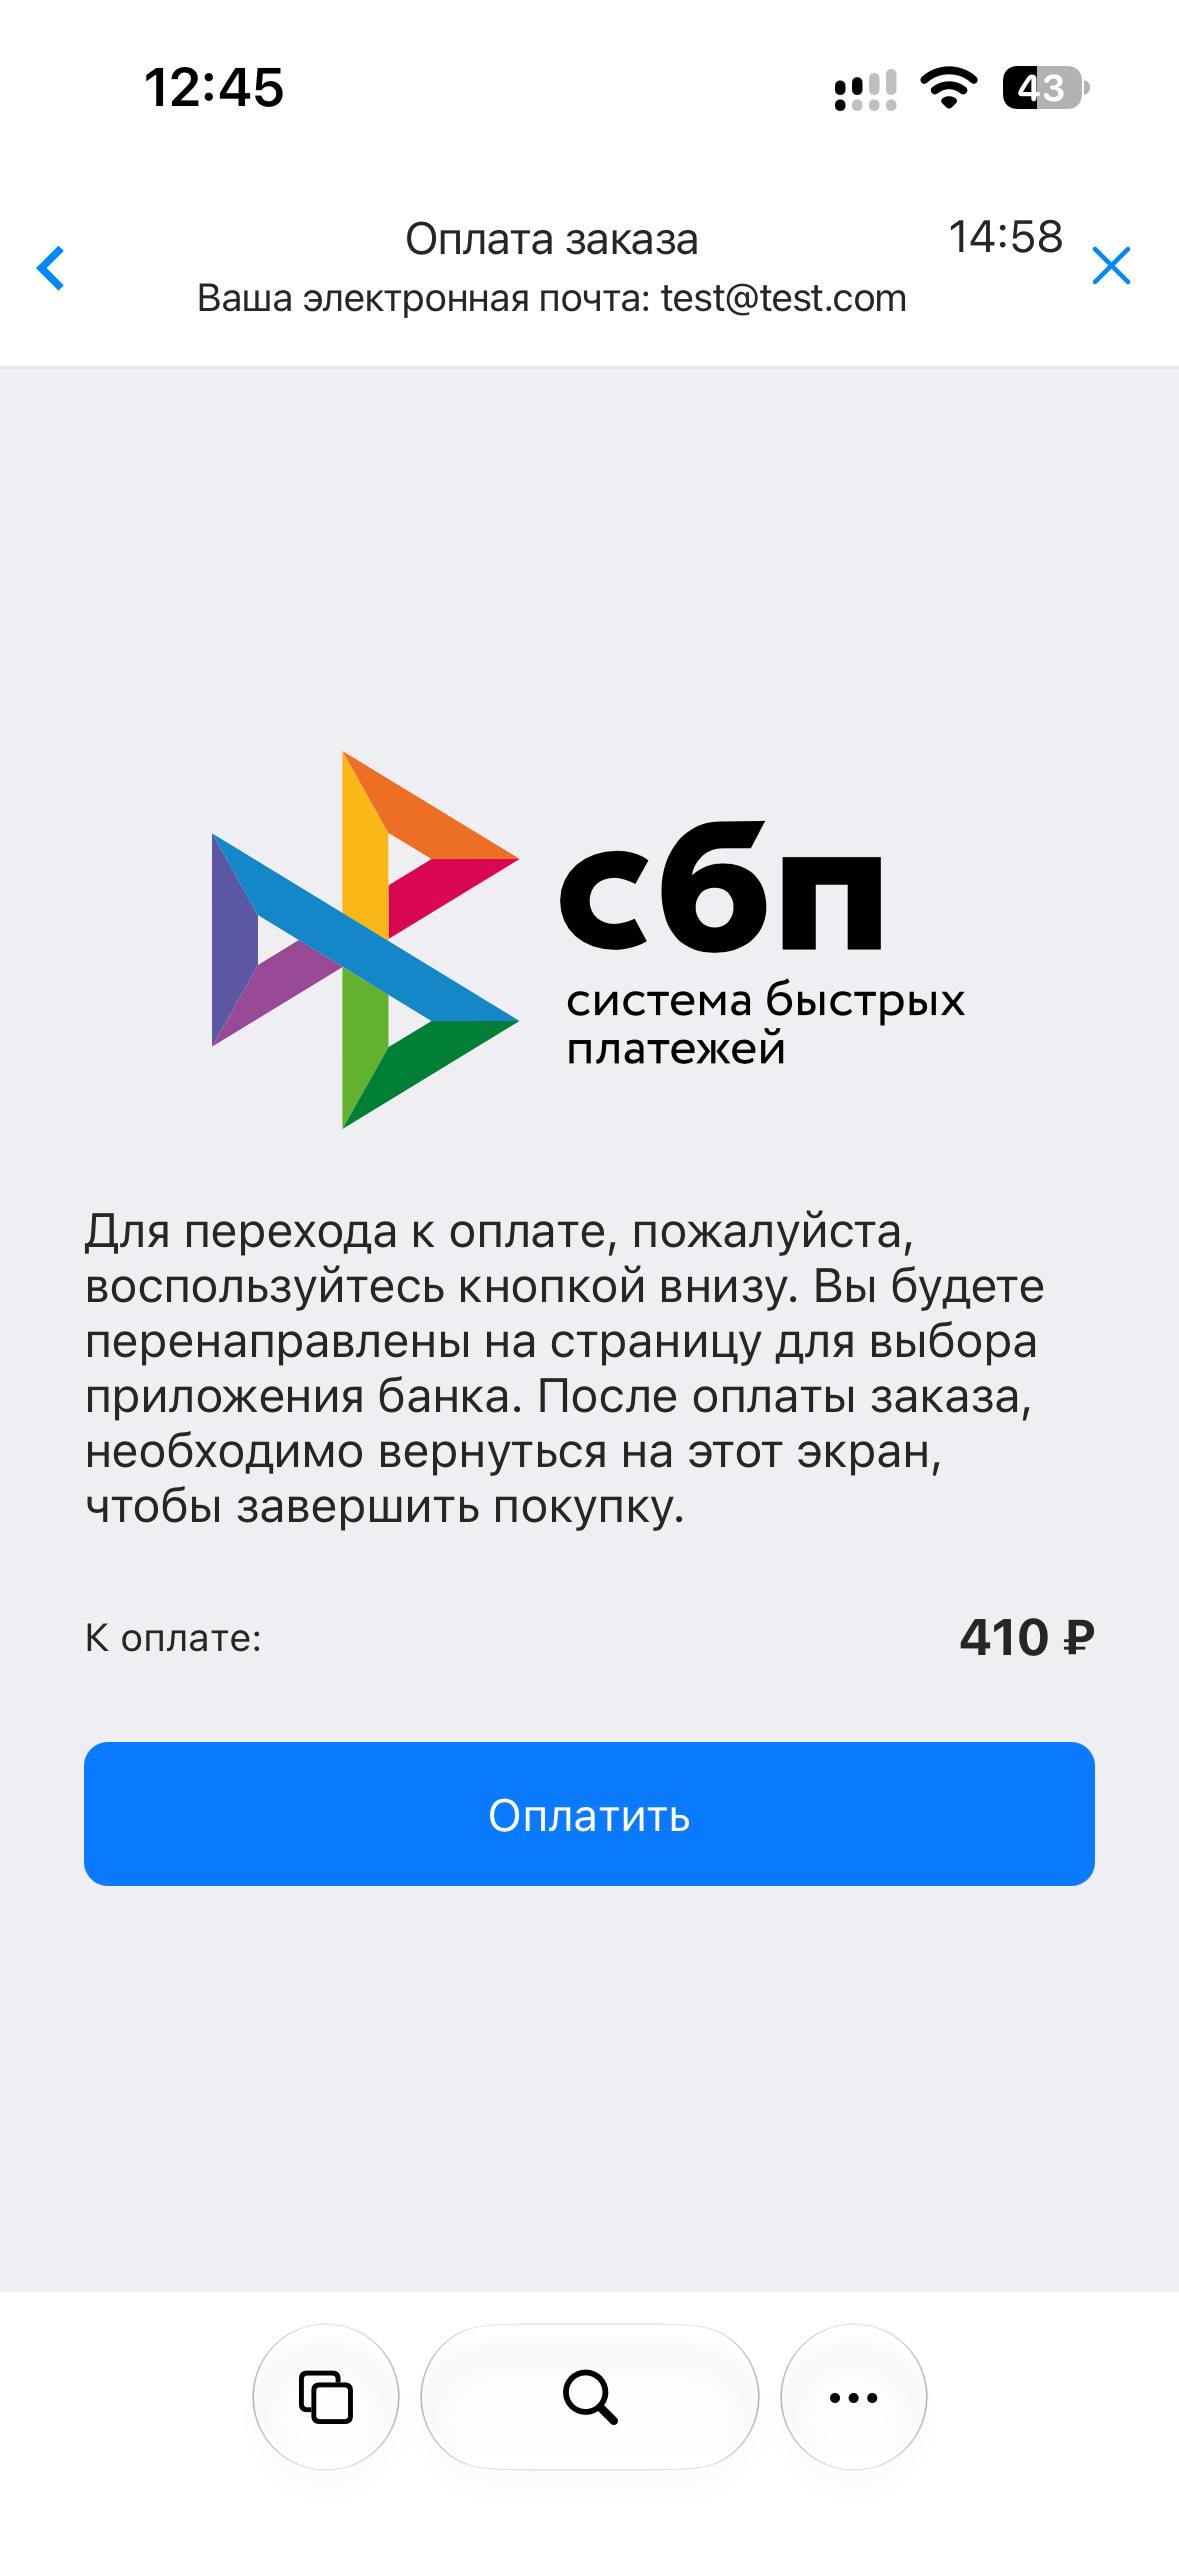 12:45
43
Оплата заказа
14:58
Ваша электронная почта: test@test.com
сбп
система быстрых
платежей
Для перехода к оплате, пожалуйста,
воспользуйтесь кнопкой внизу. Вы будете
перенаправлены на страницу для выбора
приложения банка. После оплаты заказа,
необходимо вернуться на этот экран,
чтобы завершить покупку.
К оплате:
410 ₽
Оплатить